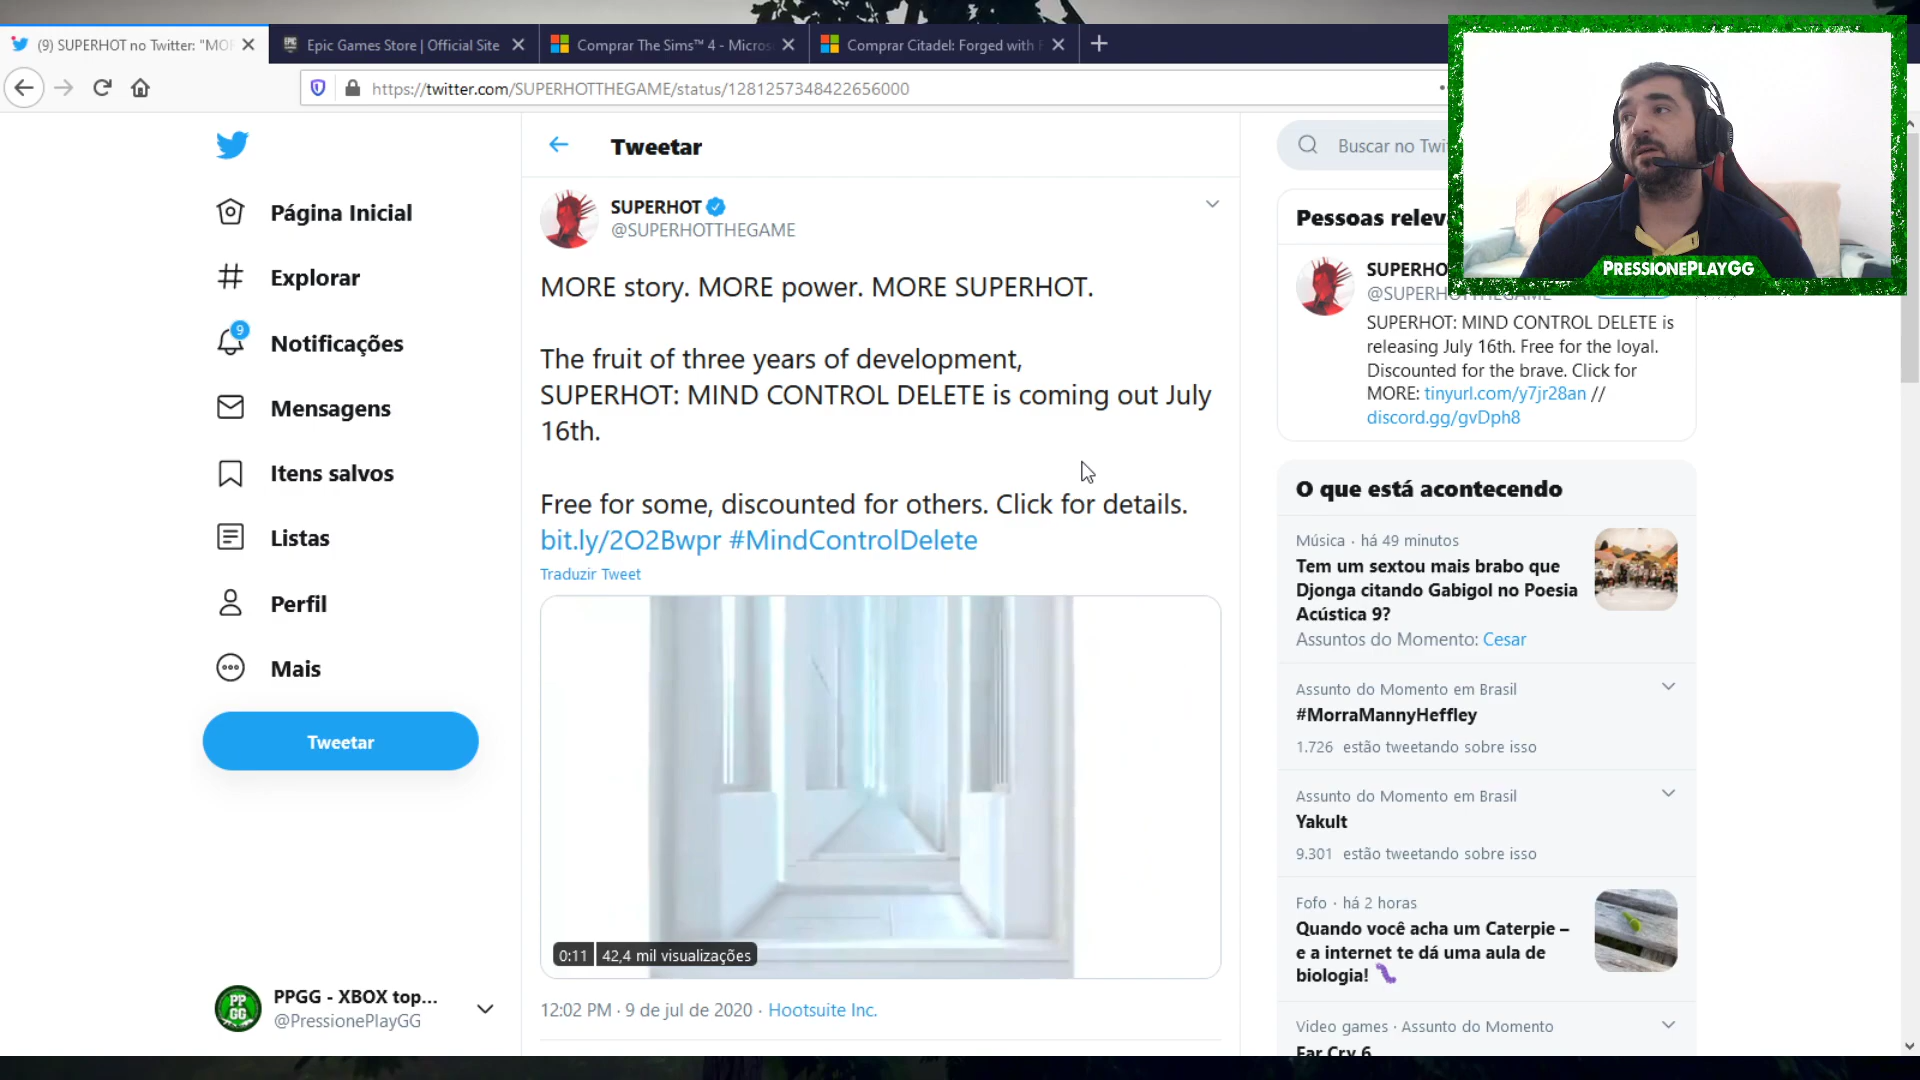 (9) SUPERHOT no Twitter: "MOR
Epic Games Store | Official Site
Comprar The Sims™ 4 - Micros
Comprar Citadel: Forged with F
https://twitter.com/SUPERHOTTHEGAME/status/1281257348422656000
Página Inicial
Explorar
9
Notificações
Mensagens
Itens salvos
Listas
Perfil
Mais
Tweetar
PP
GG
PPGG - XBOX top...
@PressionePlayGG
Tweetar
SUPERHOT
@SUPERHOTTHEGAME
MORE story. MORE power. MORE SUPERHOT.
The fruit of three years of development,
SUPERHOT: MIND CONTROL DELETE is coming out July
16th.
Free for some, discounted for others. Click for details.
bit.ly/2O2Bwpr #MindControlDelete
Traduzir Tweet
0:11 42,4 mil visualizações
12:02 PM · 9 de jul de 2020 · Hootsuite Inc.
Buscar no Twi
PRESSIONEPLAYGG
Pessoas relev
SUPERHO
@SUPERHOTTHEGAME
SUPERHOT: MIND CONTROL DELETE is
releasing July 16th. Free for the loyal.
Discounted for the brave. Click for
MORE: tinyurl.com/y7jr28an //
discord.gg/gvDph8
O que está acontecendo
Música · há 49 minutos
Tem um sextou mais brabo que
Djonga citando Gabigol no Poesia
Acústica 9?
Assuntos do Momento: Cesar
Assunto do Momento em Brasil
#MorraMannyHeffley
1.726 estão tweetando sobre isso
Assunto do Momento em Brasil
Yakult
9.301 estão tweetando sobre isso
Fofo · há 2 horas
Quando você acha um Caterpie –
e a internet te dá uma aula de
biologia!
Video games · Assunto do Momento
Far Cry 6